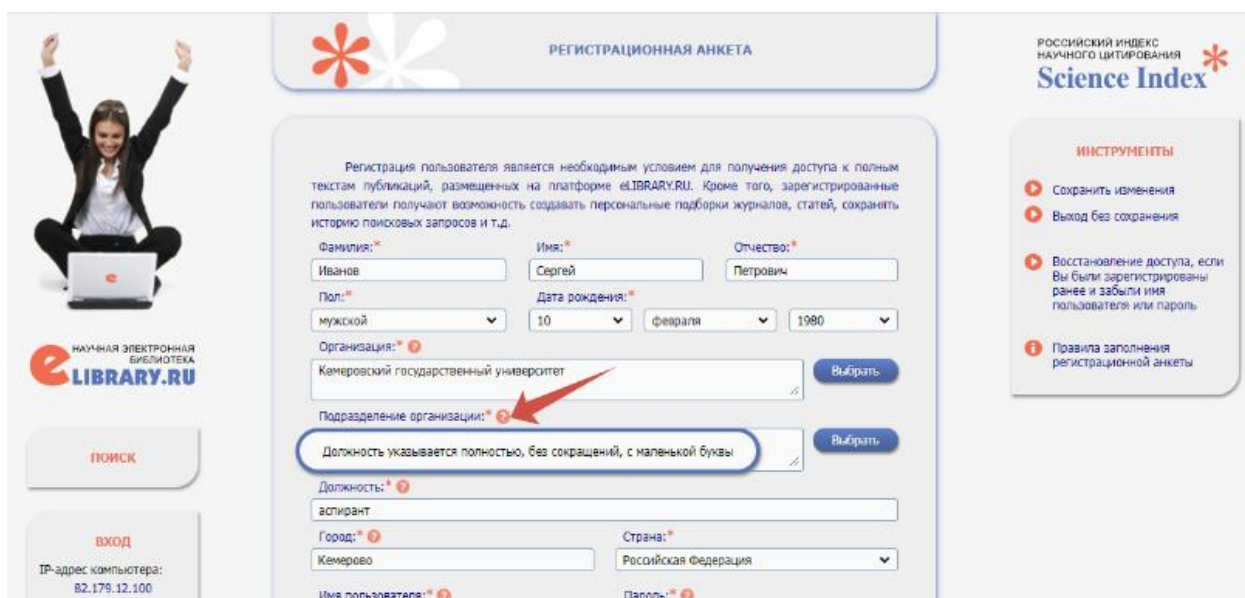 РЕГИСТРАЦИОННАЯ АНКЕТА
Регистрация пользователя является необходимым условием для получения доступа к полным
текстам публикаций, размещенных на платформе eLIBRARY.RU. Кроме того, зарегистрированные
пользователи получают возможность создавать персональные подборки журналов, статей, сохранять
историю поисковых запросов и т.д.
Фамилия:* Имя:* Отчество:*
Иванов Сергей Петрович
Пол:* Дата рождения:*
мужской 10 февраля 1980
Организация:* ?
Кемеровский государственный университет Выбрать
Подразделение организации:* ?
Должность указывается полностью, без сокращений, с маленькой буквы Выбрать
Должность:* ?
аспирант
Город:* ? Страна:*
Кемерово Российская Федерация
Имя пользователя:* ? Пароль:* ?
НАУЧНАЯ ЭЛЕКТРОННАЯ
БИБЛИОТЕКА
eLIBRARY.RU
ПОИСК
ВХОД
IP-адрес компьютера:
82.179.12.100
РОССИЙСКИЙ ИНДЕКС
НАУЧНОГО ЦИТИРОВАНИЯ
Science Index
ИНСТРУМЕНТЫ
Сохранить изменения
Выход без сохранения
Восстановление доступа, если
Вы были зарегистрированы
ранее и забыли имя
пользователя или пароль
Правила заполнения
регистрационной анкеты